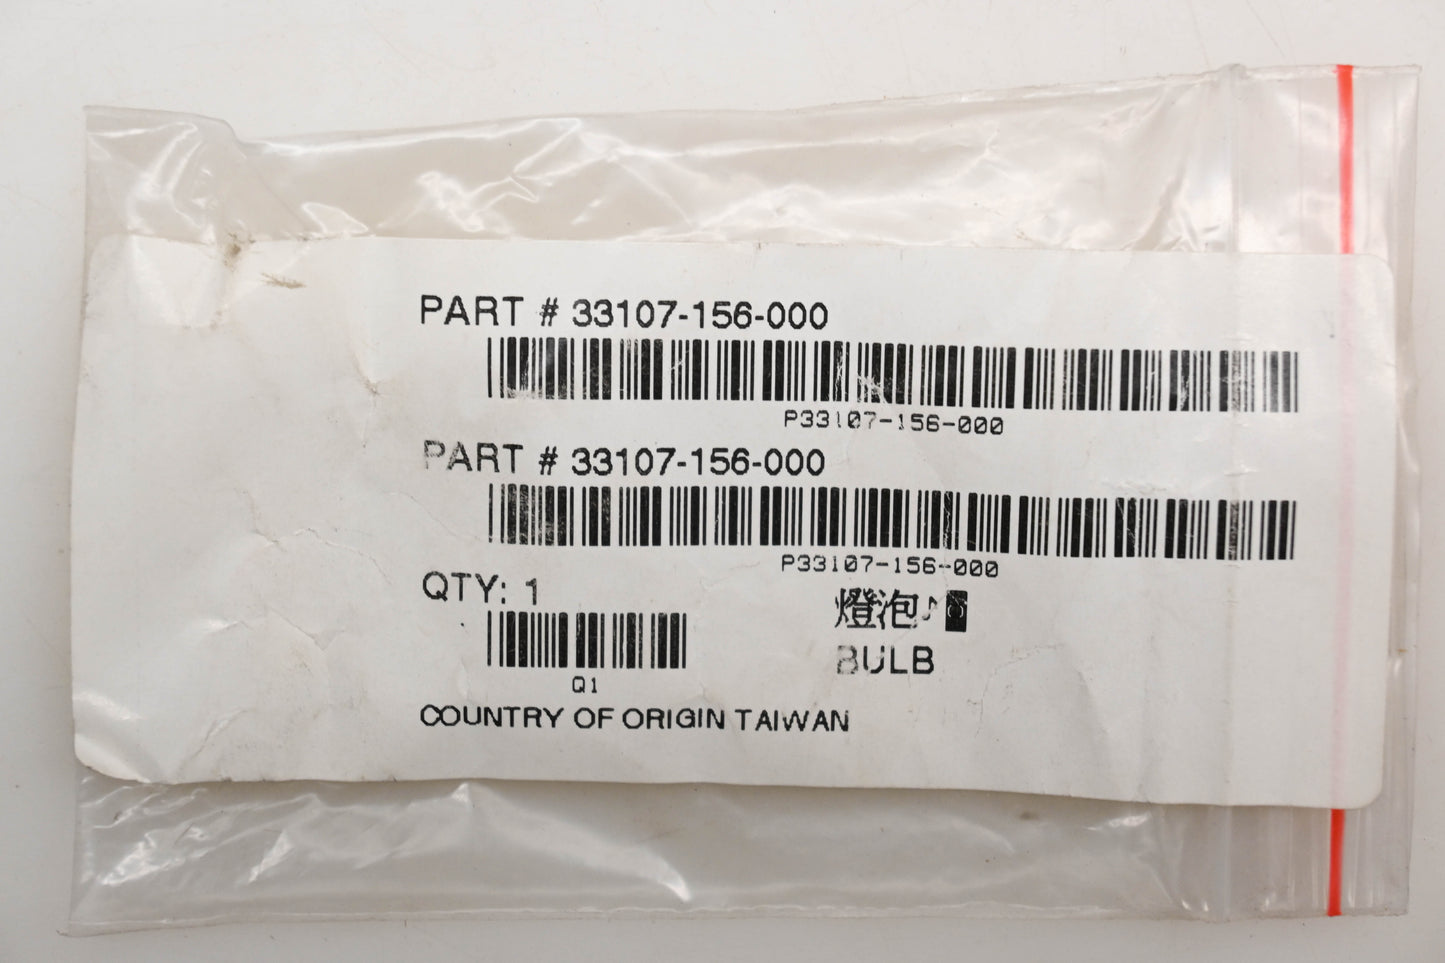 PART # 33107-156-000
P33107-156-000
PART # 33107-156-000
P33107-156-000
QTY: 1
燈泡♪◙
BULB
Q1
COUNTRY OF ORIGIN TAIWAN